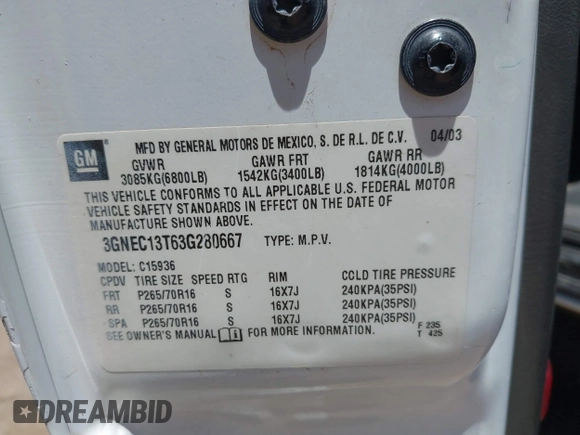 GM
MFD BY GENERAL MOTORS DE MEXICO, S. DE R.L. DE C.V. 04/03
GVWR GAWR FRT GAWR RR
3085KG(6800LB) 1542KG(3400LB) 1814KG(4000LB)
THIS VEHICLE CONFORMS TO ALL APPLICABLE U.S. FEDERAL MOTOR
VEHICLE SAFETY STANDARDS IN EFFECT ON THE DATE OF
MANUFACTURE SHOWN ABOVE.
3GNEC13T63G280667 TYPE: M.P.V.
MODEL: C15936
CPDV TIRE SIZE SPEED RTG RIM COLD TIRE PRESSURE
FRT P265/70R16 S 16X7J 240KPA(35PSI)
RR P265/70R16 S 16X7J 240KPA(35PSI)
SPA P265/70R16 S 16X7J 240KPA(35PSI)
SEE OWNER'S MANUAL FOR MORE INFORMATION. F 235
T 425
DREAMBID